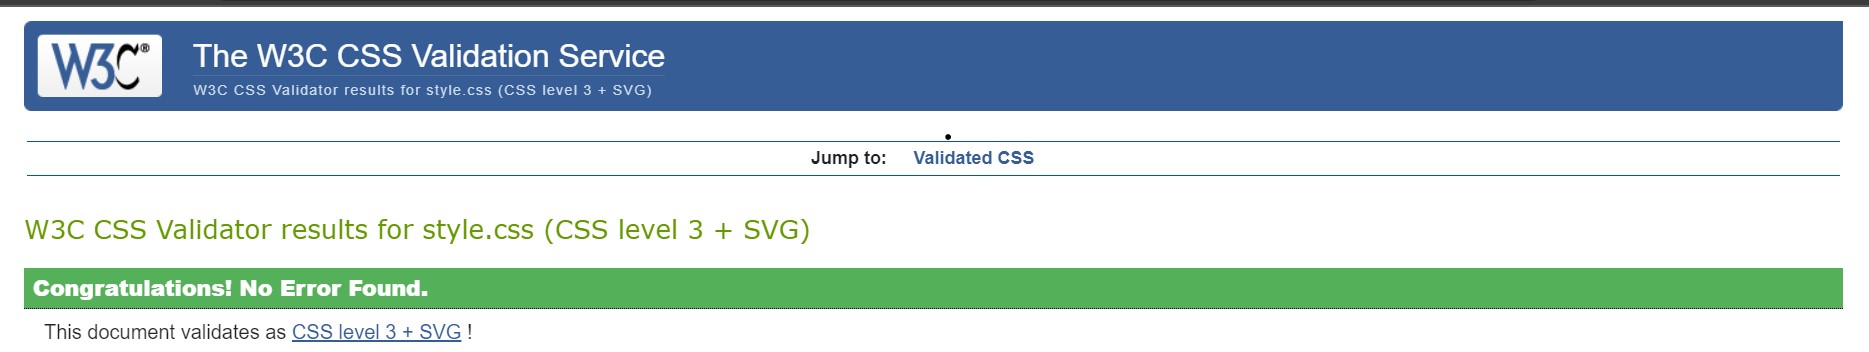 W3C®
The W3C CSS Validation Service
W3C CSS Validator results for style.css (CSS level 3 + SVG)
Jump to: Validated CSS
W3C CSS Validator results for style.css (CSS level 3 + SVG)
Congratulations! No Error Found.
This document validates as CSS level 3 + SVG !